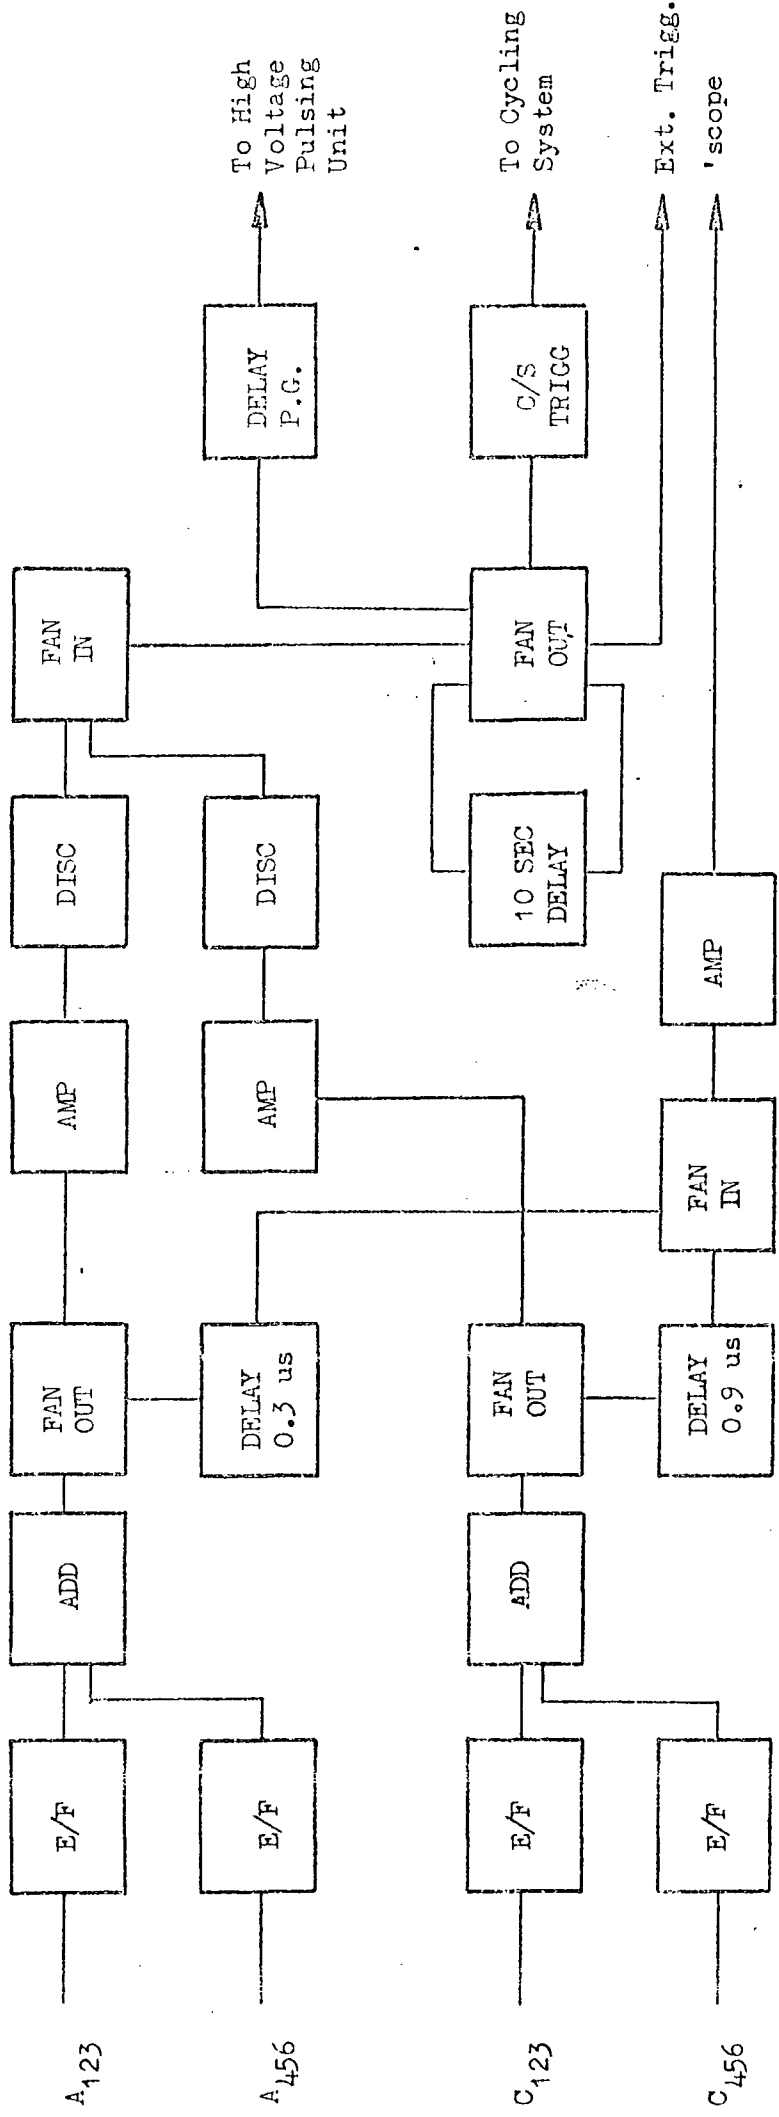 A123
E/F
ADD
FAN
OUT
AMP
DISC
FAN
IN
A456
E/F
DELAY
0.3 us
AMP
DISC
DELAY
P.G.
To High
Voltage
Pulsing
Unit
C123
E/F
ADD
FAN
OUT
10 SEC
DELAY
FAN
OUT
C/S
TRIGG
To Cycling
System
Ext. Trigg.
C456
E/F
DELAY
0.9 us
FAN
IN
AMP
'scope